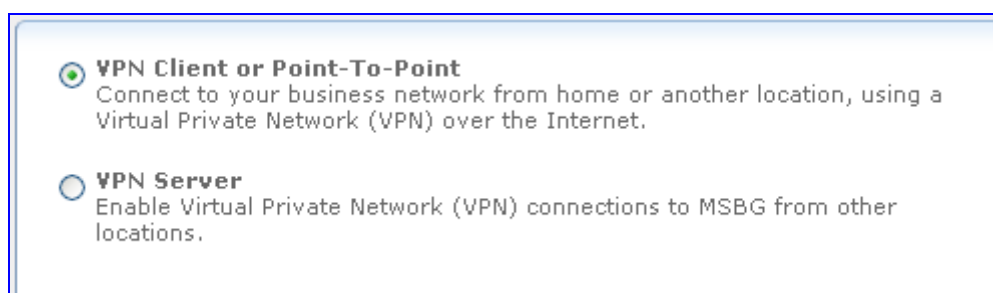 VPN Client or Point-To-Point
Connect to your business network from home or another location, using a
Virtual Private Network (VPN) over the Internet.
VPN Server
Enable Virtual Private Network (VPN) connections to MSBG from other
locations.